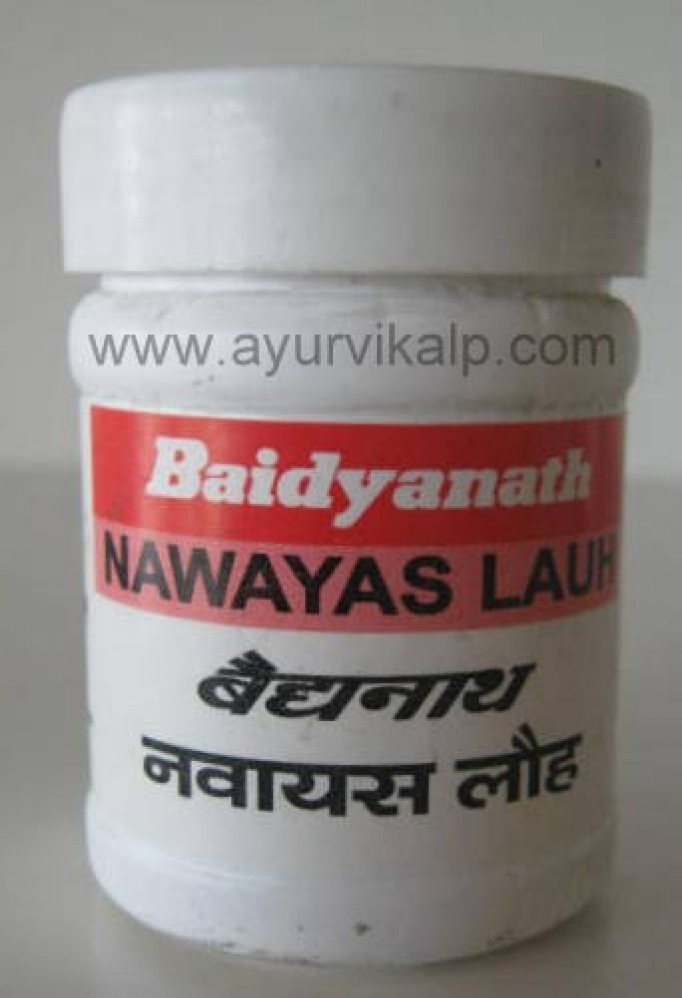 www.ayurvikalp.com
Baidyanath
NAWAYAS LAUH
बैद्यनाथ
नवायस लौह